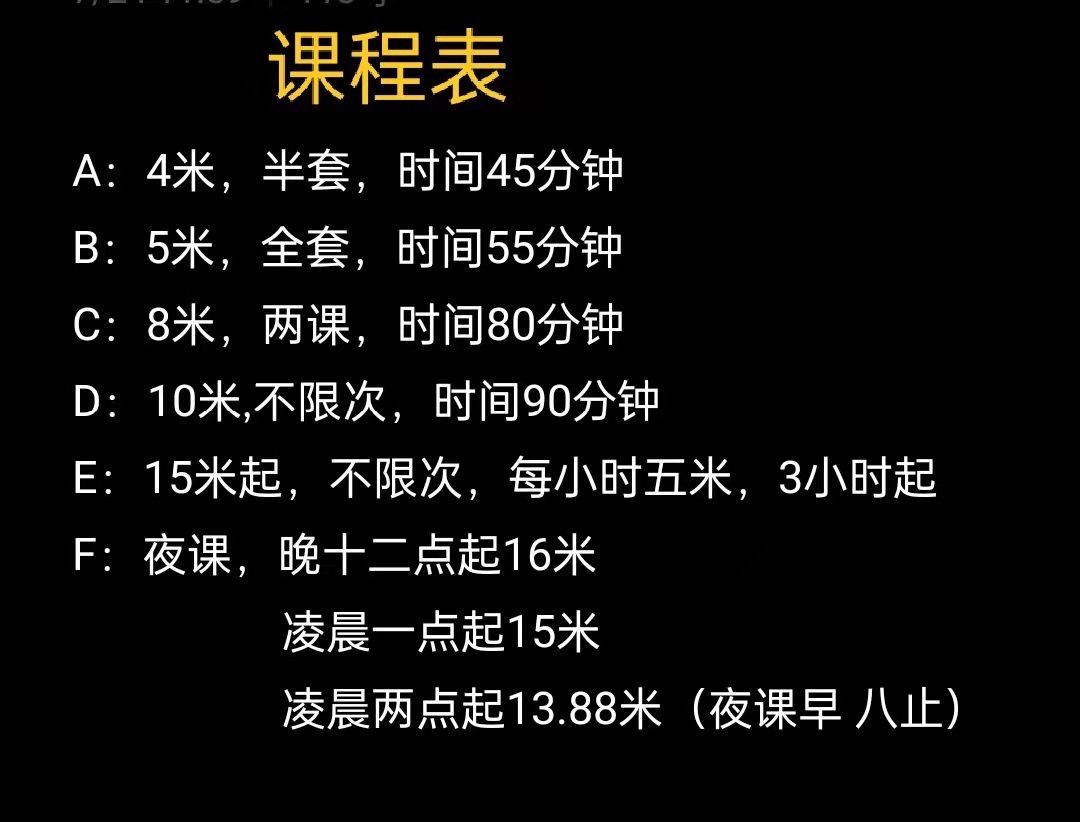 课程表
A：4米，半套，时间45分钟
B：5米，全套，时间55分钟
C：8米，两课，时间80分钟
D：10米,不限次，时间90分钟
E：15米起，不限次，每小时五米，3小时起
F：夜课，晚十二点起16米
凌晨一点起15米
凌晨两点起13.88米（夜课早 八止）